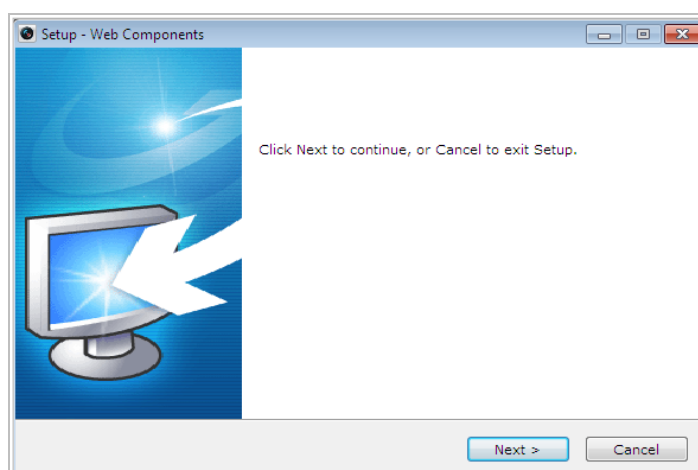 Setup - Web Components
Click Next to continue, or Cancel to exit Setup.
Next >
Cancel